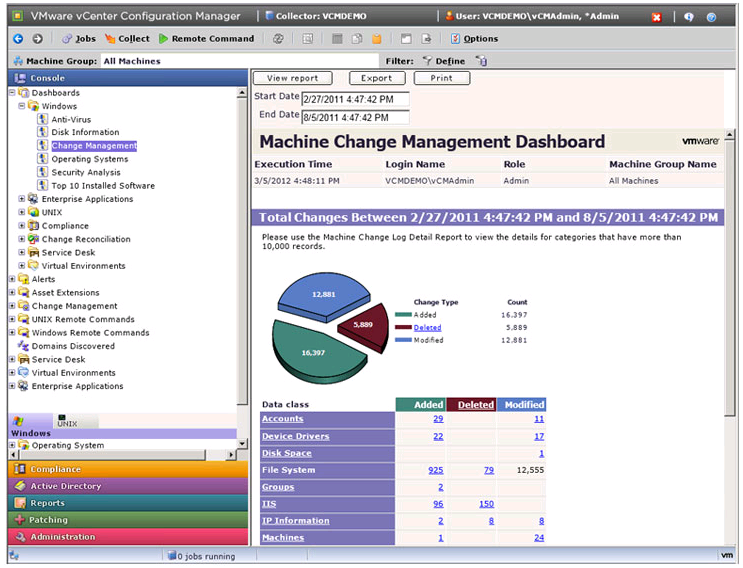 VMware vCenter Configuration Manager Collector: VCMDEMO User: VCMDEMO\vCMAdmin, *Admin
Jobs Collect Remote Command Options
Machine Group: All Machines Filter: Define
Console
Dashboards
Windows
Anti-Virus
Disk Information
Change Management
Operating Systems
Security Analysis
Top 10 Installed Software
Enterprise Applications
UNIX
Compliance
Change Reconciliation
Service Desk
Virtual Environments
Alerts
Asset Extensions
Change Management
UNIX Remote Commands
Windows Remote Commands
Domains Discovered
Service Desk
Virtual Environments
Enterprise Applications
UNIX
Windows
Operating System
Compliance
Active Directory
Reports
Patching
Administration
View report Export Print
Start Date 2/27/2011 4:47:42 PM
End Date 8/5/2011 4:47:42 PM
Machine Change Management Dashboard vmware
Execution Time Login Name Role Machine Group Name
3/5/2012 4:48:11 PM VCMDEMO\vCMAdmin Admin All Machines
Total Changes Between 2/27/2011 4:47:42 PM and 8/5/2011 4:47:42 PM
Please use the Machine Change Log Detail Report to view the details for categories that have more than
10,000 records.
12,881
5,889
16,397
Change Type Count
Added 16,397
Deleted 5,889
Modified 12,881
Data class Added Deleted Modified
Accounts 29 11
Device Drivers 22 17
Disk Space 1
File System 925 79 12,555
Groups 2
IIS 96 150
IP Information 2 8 8
Machines 1 24
0 jobs running vm